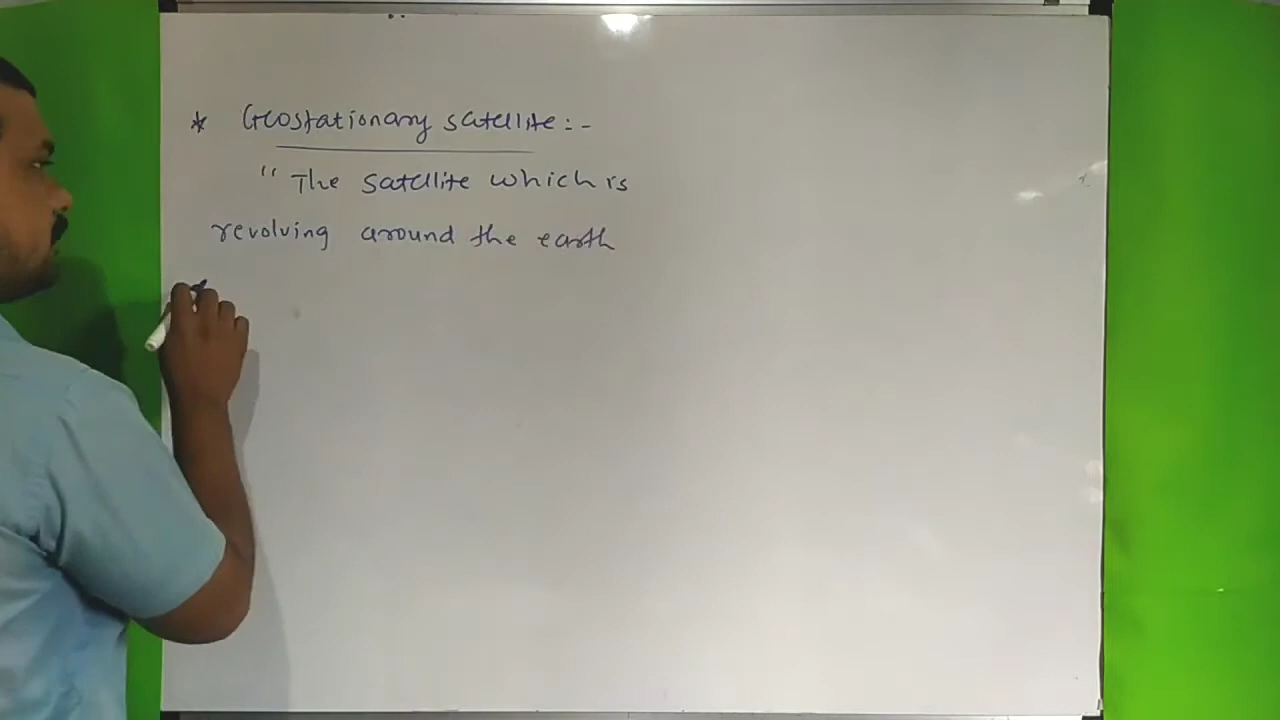 * Geostationary satellite:-
"The satellite which is
revolving around the earth